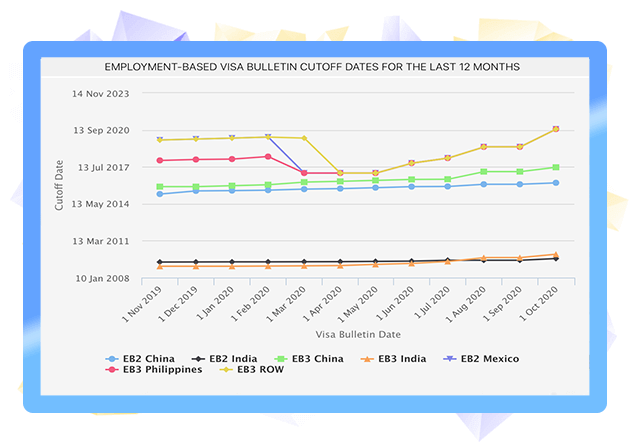 EMPLOYMENT-BASED VISA BULLETIN CUTOFF DATES FOR THE LAST 12 MONTHS
14 Nov 2023
13 Sep 2020
13 Jul 2017
13 May 2014
13 Mar 2011
10 Jan 2008
Cutoff Date
1 Nov 2019
1 Dec 2019
1 Jan 2020
1 Feb 2020
1 Mar 2020
1 Apr 2020
1 May 2020
1 Jun 2020
1 Jul 2020
1 Aug 2020
1 Sep 2020
1 Oct 2020
Visa Bulletin Date
EB2 China EB2 India EB3 China EB3 India EB2 Mexico
EB3 Philippines EB3 ROW